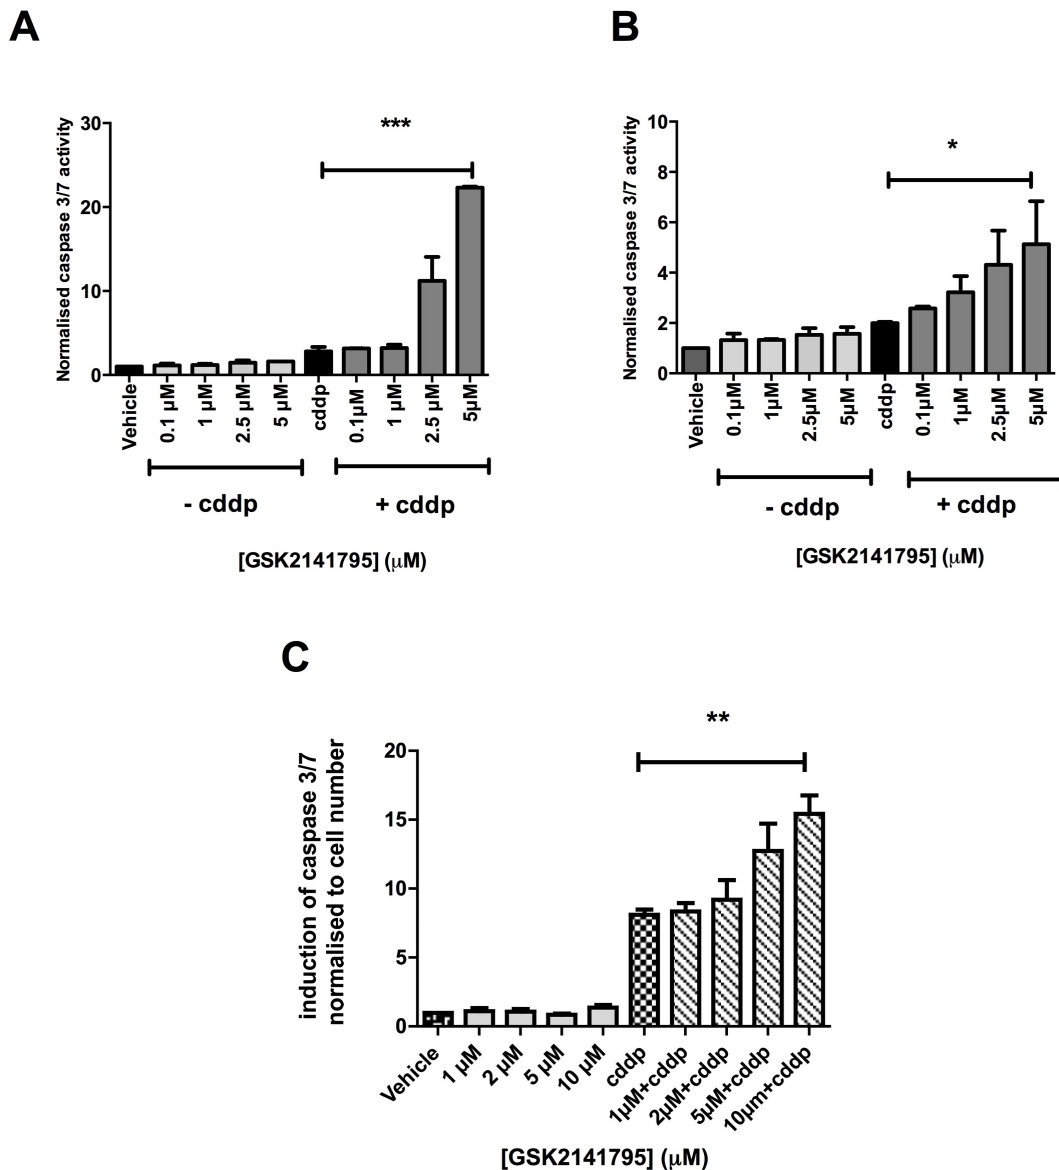 A
Normalised caspase 3/7 activity
30
20
10
0
***
Vehicle
0.1 µM
1 µM
2.5 µM
5 µM
cddp
0.1µM
1 µM
2.5 µM
5µM
- cddp
+ cddp
[GSK2141795] (µM)
B
Normalised caspase 3/7 activity
10
8
6
4
2
0
*
Vehicle
0.1µM
1µM
2.5µM
5µM
cddp
0.1µM
1µM
2.5µM
5µM
- cddp
+ cddp
[GSK2141795] (µM)
C
induction of caspase 3/7
normalised to cell number
20
15
10
5
0
**
Vehicle
1 µM
2 µM
5 µM
10 µM
cddp
1µM+cddp
2µM+cddp
5µM+cddp
10µm+cddp
[GSK2141795] (µM)